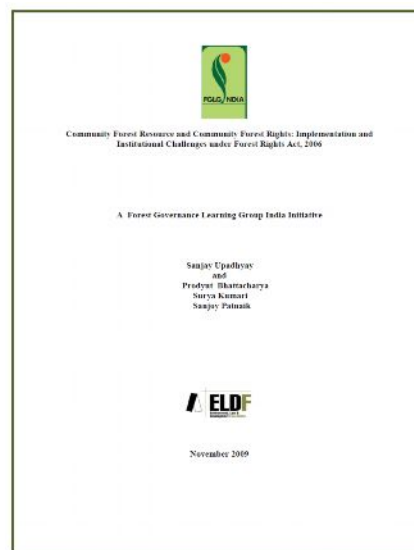 FGLG INDIA
Community Forest Resource and Community Forest Rights: Implementation and
Institutional Challenges under Forest Rights Act, 2006
A Forest Governance Learning Group India Initiative
Sanjay Upadhyay
and
Prodyut Bhattacharya
Surya Kumari
Sanjoy Patnaik
ELDF
November 2009